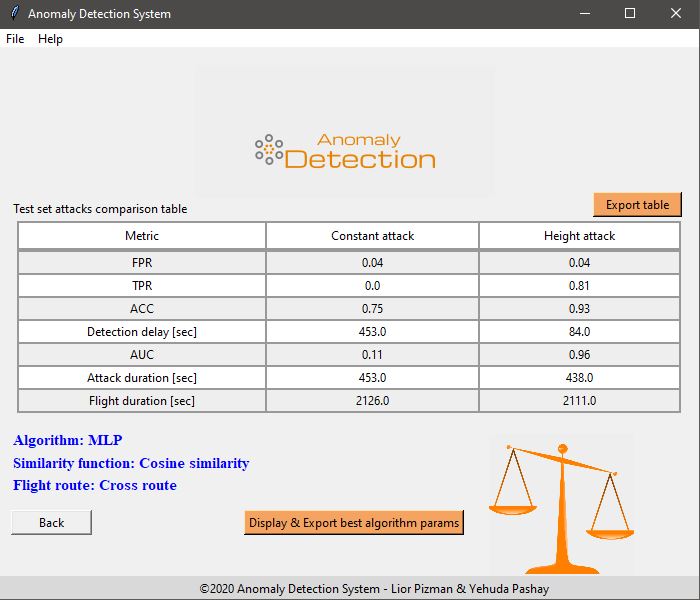 Anomaly Detection System
File Help
Anomaly
Detection
Test set attacks comparison table
Export table
Metric Constant attack Height attack
FPR 0.04 0.04
TPR 0.0 0.81
ACC 0.75 0.93
Detection delay [sec] 453.0 84.0
AUC 0.11 0.96
Attack duration [sec] 453.0 438.0
Flight duration [sec] 2126.0 2111.0
Algorithm: MLP
Similarity function: Cosine similarity
Flight route: Cross route
Back
Display & Export best algorithm params
©2020 Anomaly Detection System - Lior Pizman & Yehuda Pashay